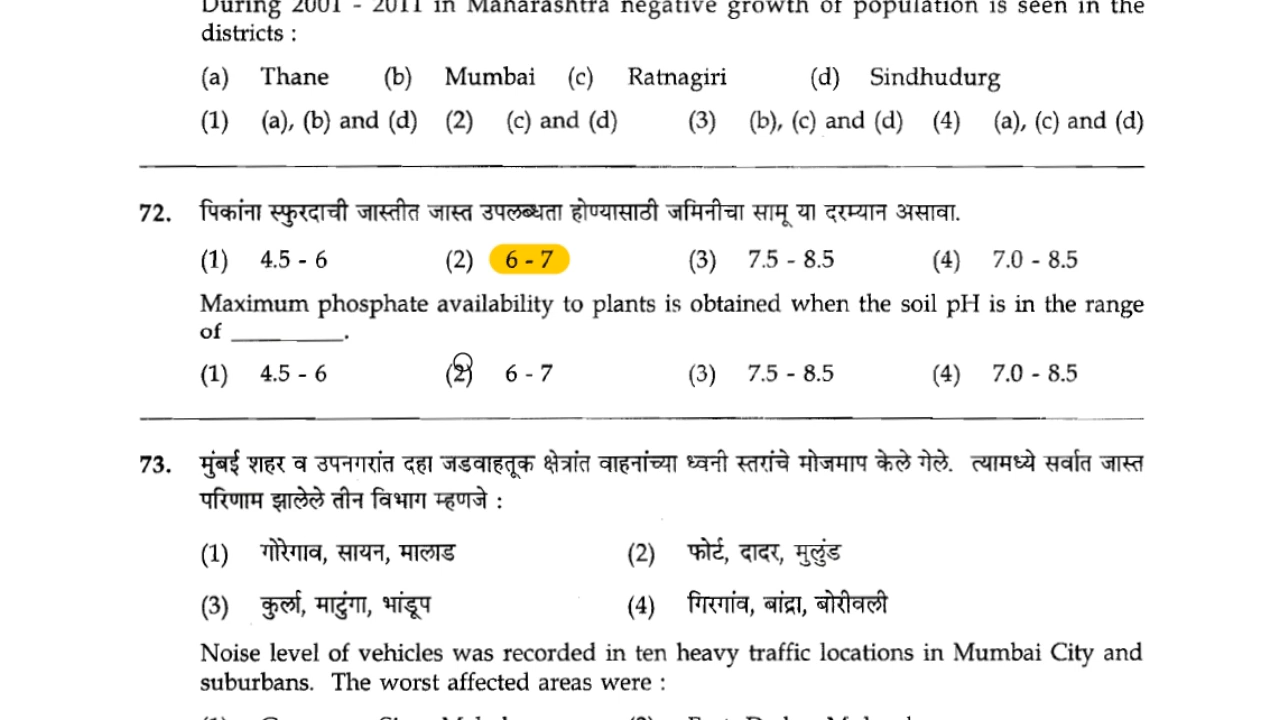 During 2001 - 2011 in Maharashtra negative growth of population is seen in the
districts :
(a) Thane (b) Mumbai (c) Ratnagiri (d) Sindhudurg
(1) (a), (b) and (d) (2) (c) and (d) (3) (b), (c) and (d) (4) (a), (c) and (d)
72. पिकांना स्फुरदाची जास्तीत जास्त उपलब्धता होण्यासाठी जमिनीचा सामू या दरम्यान असावा.
(1) 4.5 - 6 (2) 6 - 7 (3) 7.5 - 8.5 (4) 7.0 - 8.5
Maximum phosphate availability to plants is obtained when the soil pH is in the range
of __________.
(1) 4.5 - 6 (2) 6 - 7 (3) 7.5 - 8.5 (4) 7.0 - 8.5
73. मुंबई शहर व उपनगरांत दहा जडवाहतूक क्षेत्रांत वाहनांच्या ध्वनी स्तरांचे मोजमाप केले गेले. त्यामध्ये सर्वात जास्त
परिणाम झालेले तीन विभाग म्हणजे :
(1) गोरेगाव, सायन, मालाड (2) फोर्ट, दादर, मुलुंड
(3) कुर्ला, माटुंगा, भांडूप (4) गिरगांव, बांद्रा, बोरीवली
Noise level of vehicles was recorded in ten heavy traffic locations in Mumbai City and
suburbans. The worst affected areas were :